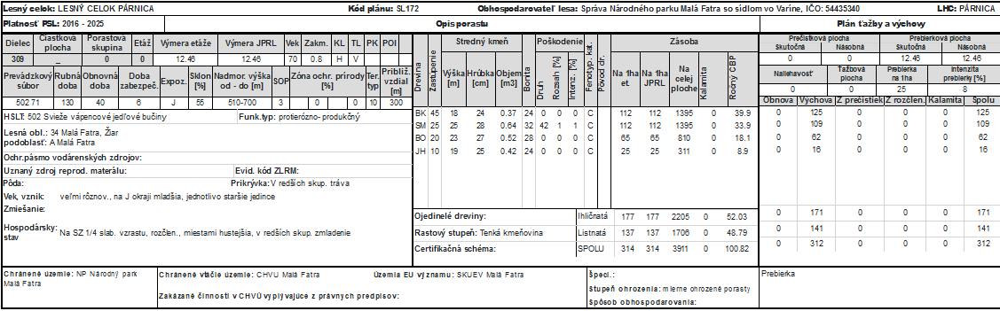 Lesný celok: LESNÝ CELOK PÁRNICA Kód plánu: SL172 Obhospodarovateľ lesa: Správa Národného parku Malá Fatra so sídlom vo Varíne, IČO: 54435340 LHC: PÁRNICA
Platnosť PSL: 2016 - 2025 Opis porastu Plán ťažby a výchovy
Dielec Čiastková plocha Porastová skupina Etáž Výmera etáže Výmera JPRL Vek Zakm. KL TL PK POI
309 _ 0 0 12.46 12.46 70 0.8 H V
Prevádzkový súbor Rubná doba Obnovná doba Doba zabezpeč. Expoz. Sklon [%] Nadmor. výška od - do [m] SOP Zóna ochr. prírody [%] Ter. typ Približ. vzdial [m]
502 71 130 40 6 J 55 510-700 3 0 0 10 300
HSLT: 502 Svieže vápencové jedľové bučiny Funk.typ: protierózno-produkčný
Lesná obl.: 34 Malá Fatra, Žiar
podoblasť: A Malá Fatra
Ochr.pásmo vodárenských zdrojov:
Uznaný zdroj reprod. materálu: Evid. kód ZLRM:
Pôda: Prikrývka: V redších skup. tráva
Vek, vznik: veľmi rôznov., na J okraji mladšia, jednotlivo staršie jedince
Zmiešanie:
Hospodársky stav Na SZ 1/4 slab. vzrastu, rozčlen., miestami hustejšia, v redších skup. zmladenie
Drevina Zastúpenie Stredný kmeň Výška [m] Hrúbka [cm] Objem [m3] Bonita Poškodenie Druh Rozsah [%] Intenz. [%] Fenotyp. kat. Pôvod dr. Zásoba Na 1ha et. Na 1ha JPRL Na celej ploche Kalamita Ročný CBP
BK 45 18 24 0.37 24 0 0 0 C 112 112 1395 0 39.9
SM 25 25 28 0.64 32 42 1 1 C 112 112 1395 0 33.9
BO 20 23 27 0.52 28 0 0 0 C 65 65 810 0 18.1
JH 10 19 25 0.42 24 0 0 0 C 25 25 311 0 8.9
Ojedinelé dreviny: Ihličnatá 177 177 2205 0 52.03
Rastový stupeň: Tenká kmeňovina Listnatá 137 137 1706 0 48.79
Certifikačná schéma: SPOLU 314 314 3911 0 100.82
Prečistková plocha Prebierková plocha
Skutočná Násobná Skutočná Násobná
0 0 12.46 12.46
Naliehavosť Ťažbová plocha Prebierka na 1ha Intenzita prebierky [%]
0 0 25 8
Obnova Výchova Z prečistiek Z rozčlen. Kalamita Spolu
0 125 0 0 0 125
0 109 0 0 0 109
0 62 0 0 0 62
0 16 0 0 0 16
0 171 0 0 0 171
0 141 0 0 0 141
0 312 0 0 0 312
Chránené územie: NP Národný park Malá Fatra
Chránené vtáčie územie: CHVU Malá Fatra Územia EU významu: SKUEV Malá Fatra
Zakázané činnosti v CHVÚ vyplývajúce z právnych predpisov:
Špeci.:
Stupeň ohrozenia: mierne ohrozené porasty
Spôsob obhospodarovania:
Prebierka